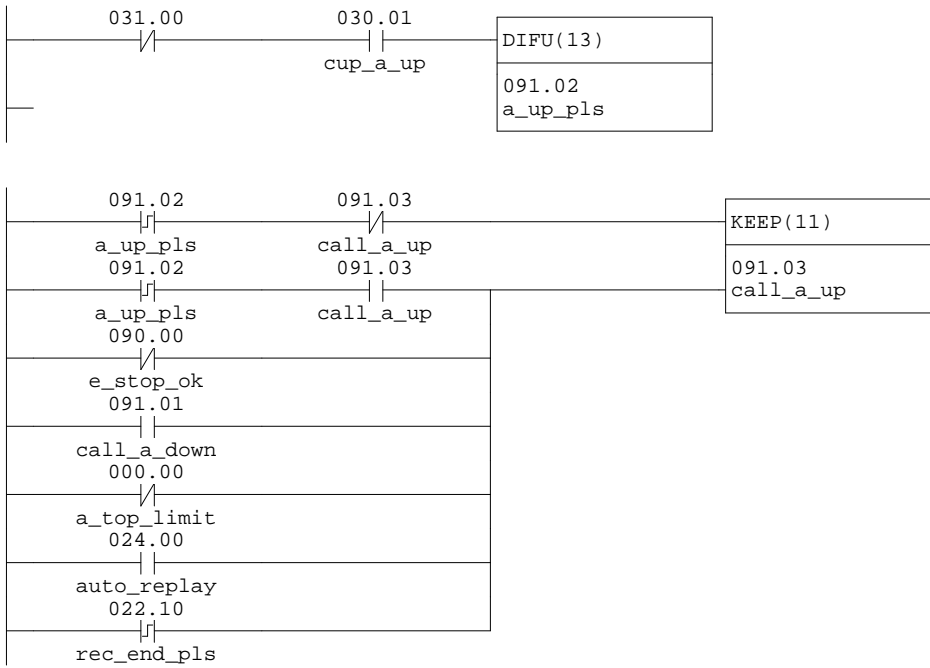 031.00 030.01
DIFU(13)
cup_a_up
091.02
a_up_pls
091.02 091.03
KEEP(11)
a_up_pls call_a_up
091.02 091.03 091.03
a_up_pls call_a_up call_a_up
090.00
e_stop_ok
091.01
call_a_down
000.00
a_top_limit
024.00
auto_replay
022.10
rec_end_pls